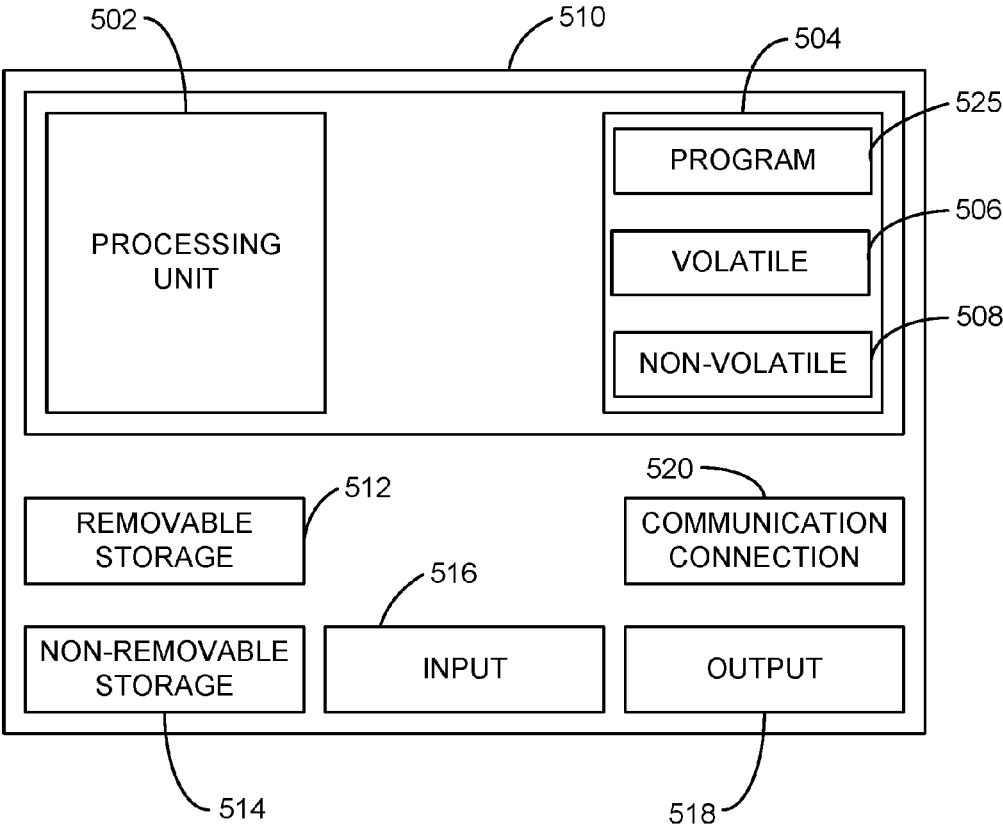 502
510
504
525
PROGRAM
506
PROCESSING
UNIT
VOLATILE
508
NON-VOLATILE
520
512
REMOVABLE
STORAGE
COMMUNICATION
CONNECTION
516
NON-REMOVABLE
STORAGE
INPUT
OUTPUT
514
518